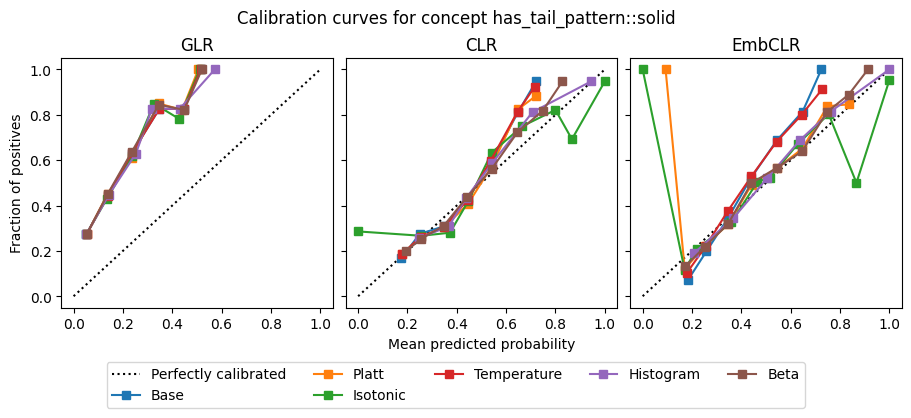 Calibration curves for concept has_tail_pattern::solid
GLR
CLR
EmbCLR
Fraction of positives
1.0
0.8
0.6
0.4
0.2
0.0
0.0 0.2 0.4 0.6 0.8 1.0
0.0 0.2 0.4 0.6 0.8 1.0
0.0 0.2 0.4 0.6 0.8 1.0
Mean predicted probability
Perfectly calibrated Platt Temperature Histogram Beta
Base Isotonic